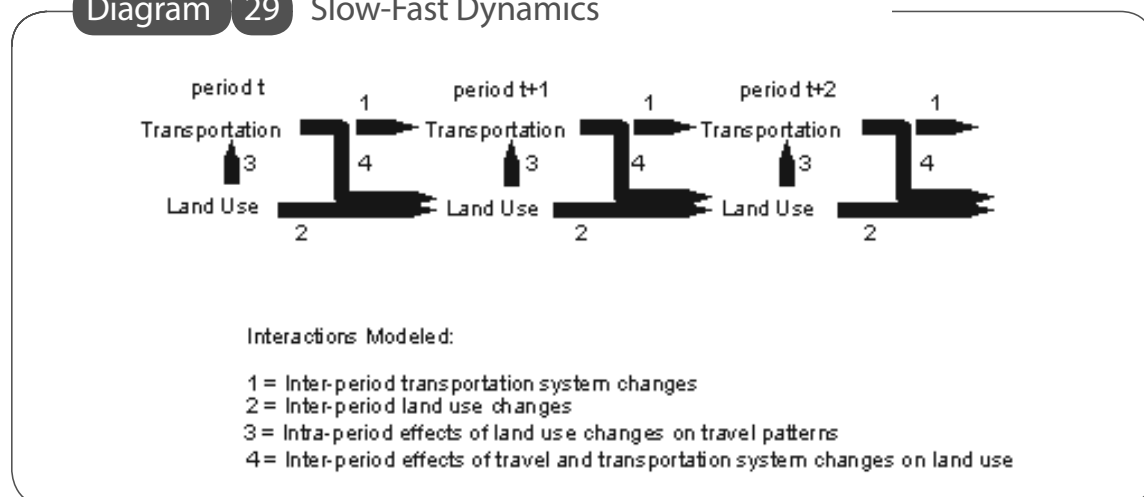 Diagram 29 Slow-Fast Dynamics
period t period t+1 period t+2
1 1 1
Transportation Transportation Transportation
3 4 3 4 3 4
Land Use Land Use Land Use
2 2 2
Interactions Modeled:
1 = Inter-period transportation system changes
2 = Inter-period land use changes
3 = Intra-period effects of land use changes on travel patterns
4 = Inter-period effects of travel and transportation system changes on land use